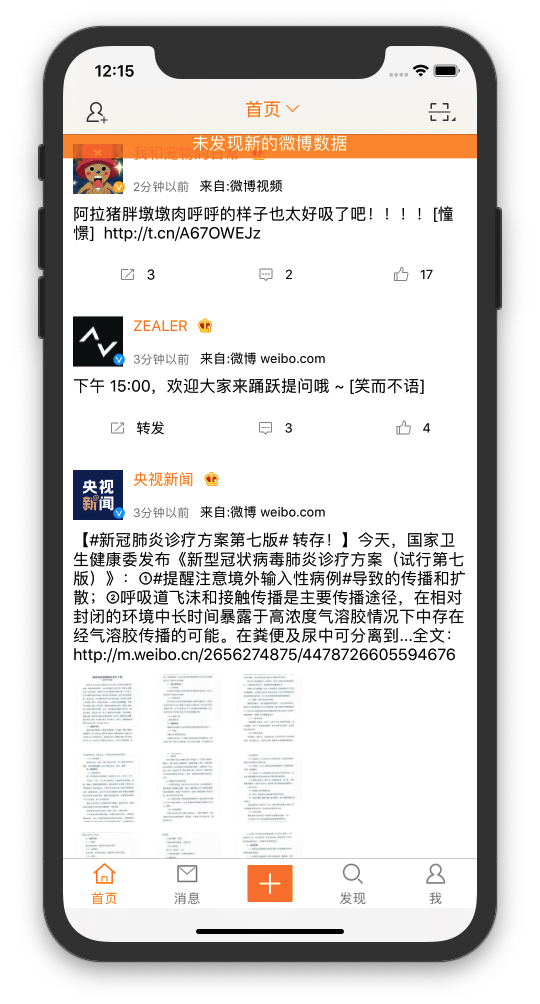 12:15
首页
未发现新的微博数据
我和宠物的日常
2分钟以前 来自:微博视频
阿拉猪胖墩墩肉呼呼的样子也太好吸了吧！！！！ [憧
憬] http://t.cn/A67OWEJz
3 2 17
ZEALER
3分钟以前 来自:微博 weibo.com
下午 15:00，欢迎大家来踊跃提问哦 ~ [笑而不语]
转发 3 4
央视新闻
央视
新闻
3分钟以前 来自:微博 weibo.com
【#新冠肺炎诊疗方案第七版# 转存！】今天，国家卫
生健康委发布《新型冠状病毒肺炎诊疗方案（试行第七
版）》：①#提醒注意境外输入性病例#导致的传播和扩
散；②呼吸道飞沫和接触传播是主要传播途径，在相对
封闭的环境中长时间暴露于高浓度气溶胶情况下中存在
经气溶胶传播的可能。在粪便及尿中可分离到...全文：
http://m.weibo.cn/2656274875/4478726605594676
首页 消息 发现 我